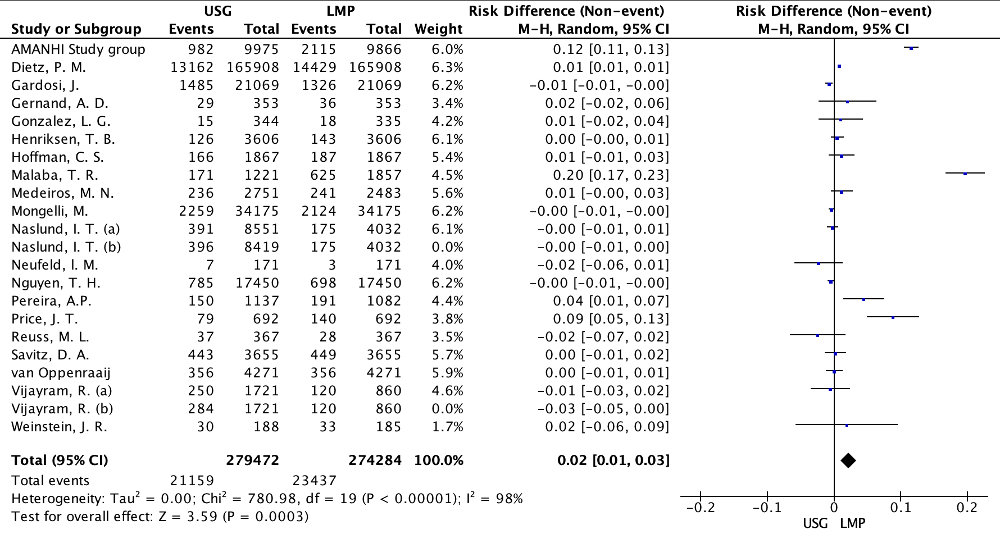 USG LMP Risk Difference (Non-event) Risk Difference (Non-event)
Study or Subgroup Events Total Events Total Weight M-H, Random, 95% CI M-H, Random, 95% CI
AMANHI Study group 982 9975 2115 9866 6.0% 0.12 [0.11, 0.13]
Dietz, P. M. 13162 165908 14429 165908 6.3% 0.01 [0.01, 0.01]
Gardosi, J. 1485 21069 1326 21069 6.2% -0.01 [-0.01, -0.00]
Gernand, A. D. 29 353 36 353 3.4% 0.02 [-0.02, 0.06]
Gonzalez, L. G. 15 344 18 335 4.2% 0.01 [-0.02, 0.04]
Henriksen, T. B. 126 3606 143 3606 6.1% 0.00 [-0.00, 0.01]
Hoffman, C. S. 166 1867 187 1867 5.4% 0.01 [-0.01, 0.03]
Malaba, T. R. 171 1221 625 1857 4.5% 0.20 [0.17, 0.23]
Medeiros, M. N. 236 2751 241 2483 5.6% 0.01 [-0.00, 0.03]
Mongelli, M. 2259 34175 2124 34175 6.2% -0.00 [-0.01, -0.00]
Naslund, I. T. (a) 391 8551 175 4032 6.1% -0.00 [-0.01, 0.01]
Naslund, I. T. (b) 396 8419 175 4032 0.0% -0.00 [-0.01, 0.00]
Neufeld, l. M. 7 171 3 171 4.0% -0.02 [-0.06, 0.01]
Nguyen, T. H. 785 17450 698 17450 6.2% -0.00 [-0.01, -0.00]
Pereira, A.P. 150 1137 191 1082 4.4% 0.04 [0.01, 0.07]
Price, J. T. 79 692 140 692 3.8% 0.09 [0.05, 0.13]
Reuss, M. L. 37 367 28 367 3.5% -0.02 [-0.07, 0.02]
Savitz, D. A. 443 3655 449 3655 5.7% 0.00 [-0.01, 0.02]
van Oppenraaij 356 4271 356 4271 5.9% 0.00 [-0.01, 0.01]
Vijayram, R. (a) 250 1721 120 860 4.6% -0.01 [-0.03, 0.02]
Vijayram, R. (b) 284 1721 120 860 0.0% -0.03 [-0.05, 0.00]
Weinstein, J. R. 30 188 33 185 1.7% 0.02 [-0.06, 0.09]
Total (95% CI) 279472 274284 100.0% 0.02 [0.01, 0.03]
Total events 21159 23437
Heterogeneity: Tau² = 0.00; Chi² = 780.98, df = 19 (P < 0.00001); I² = 98%
Test for overall effect: Z = 3.59 (P = 0.0003)
-0.2 -0.1 0 0.1 0.2
USG LMP